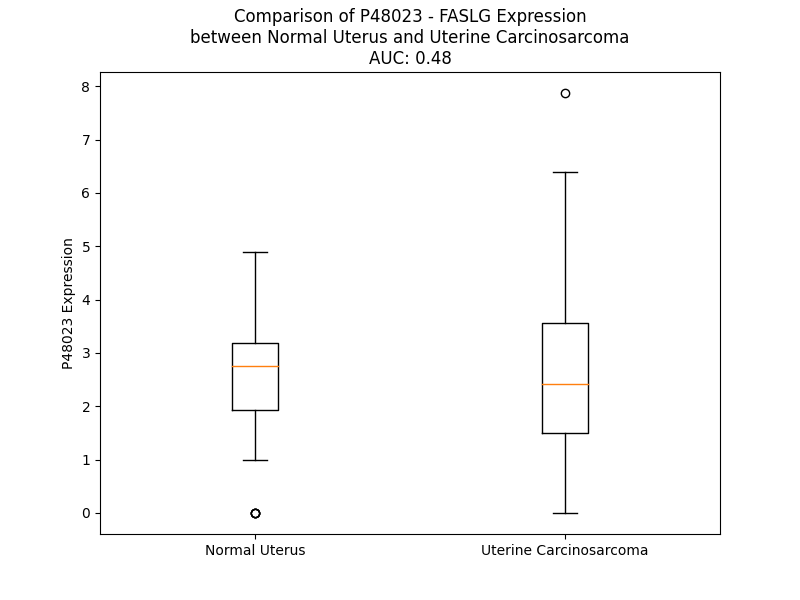 Comparison of P48023 - FASLG Expression
between Normal Uterus and Uterine Carcinosarcoma
AUC: 0.48
8
7
6
5
4
3
2
1
0
P48023 Expression
Normal Uterus
Uterine Carcinosarcoma